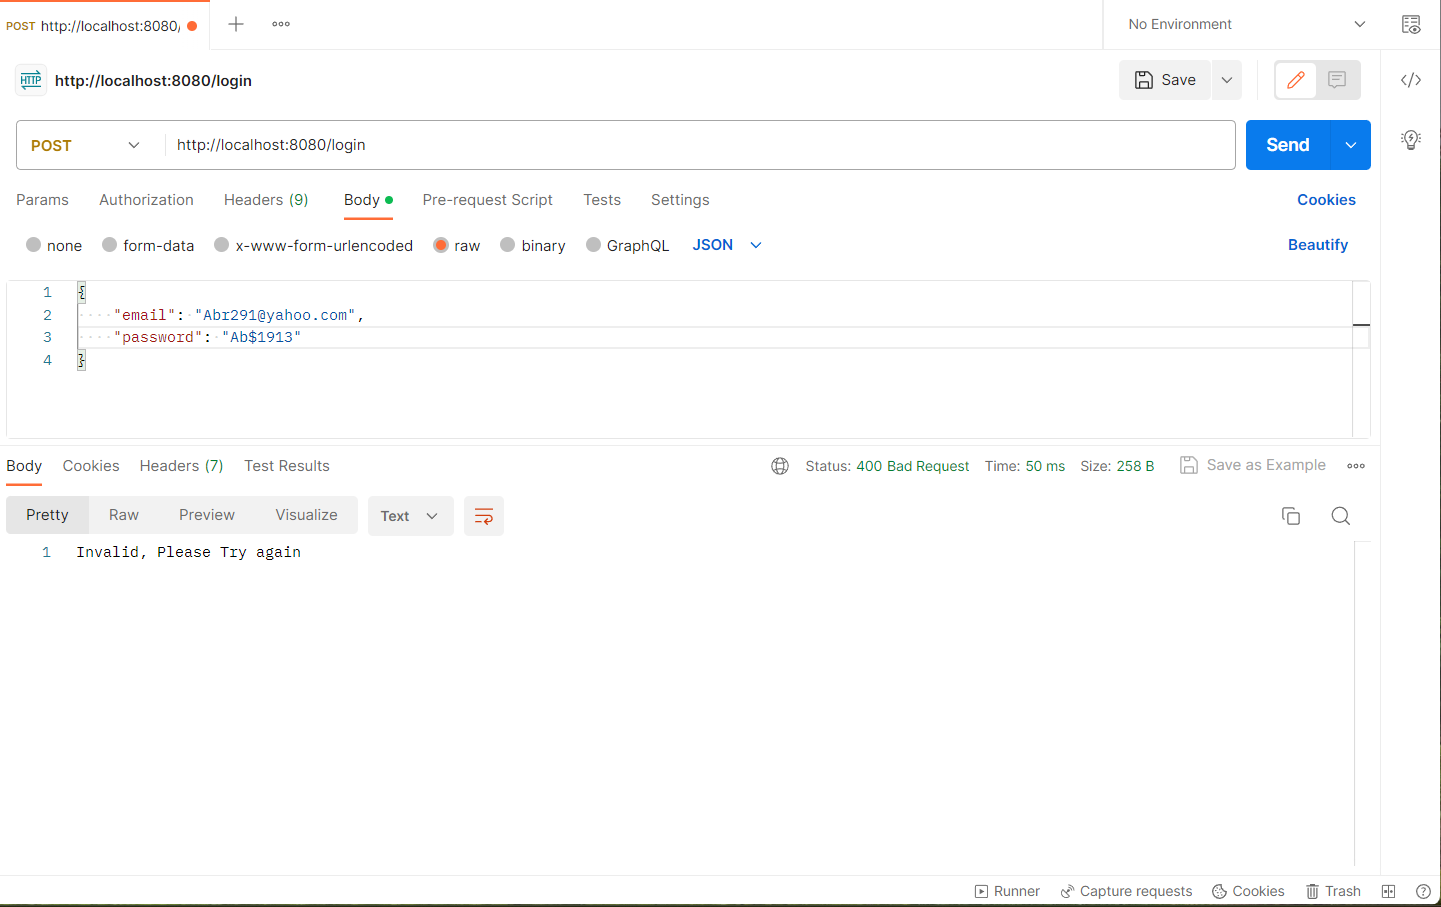 POST http://localhost:8080/
No Environment
HTTP http://localhost:8080/login
Save
POST http://localhost:8080/login
Send
Params Authorization Headers (9) Body Pre-request Script Tests Settings
Cookies
none form-data x-www-form-urlencoded raw binary GraphQL JSON
Beautify
1 {
2 "email": "Abr291@yahoo.com",
3 "password": "Ab$1913"
4 }
Body Cookies Headers (7) Test Results
Status: 400 Bad Request Time: 50 ms Size: 258 B Save as Example
Pretty Raw Preview Visualize Text
1 Invalid, Please Try again
Runner Capture requests Cookies Trash